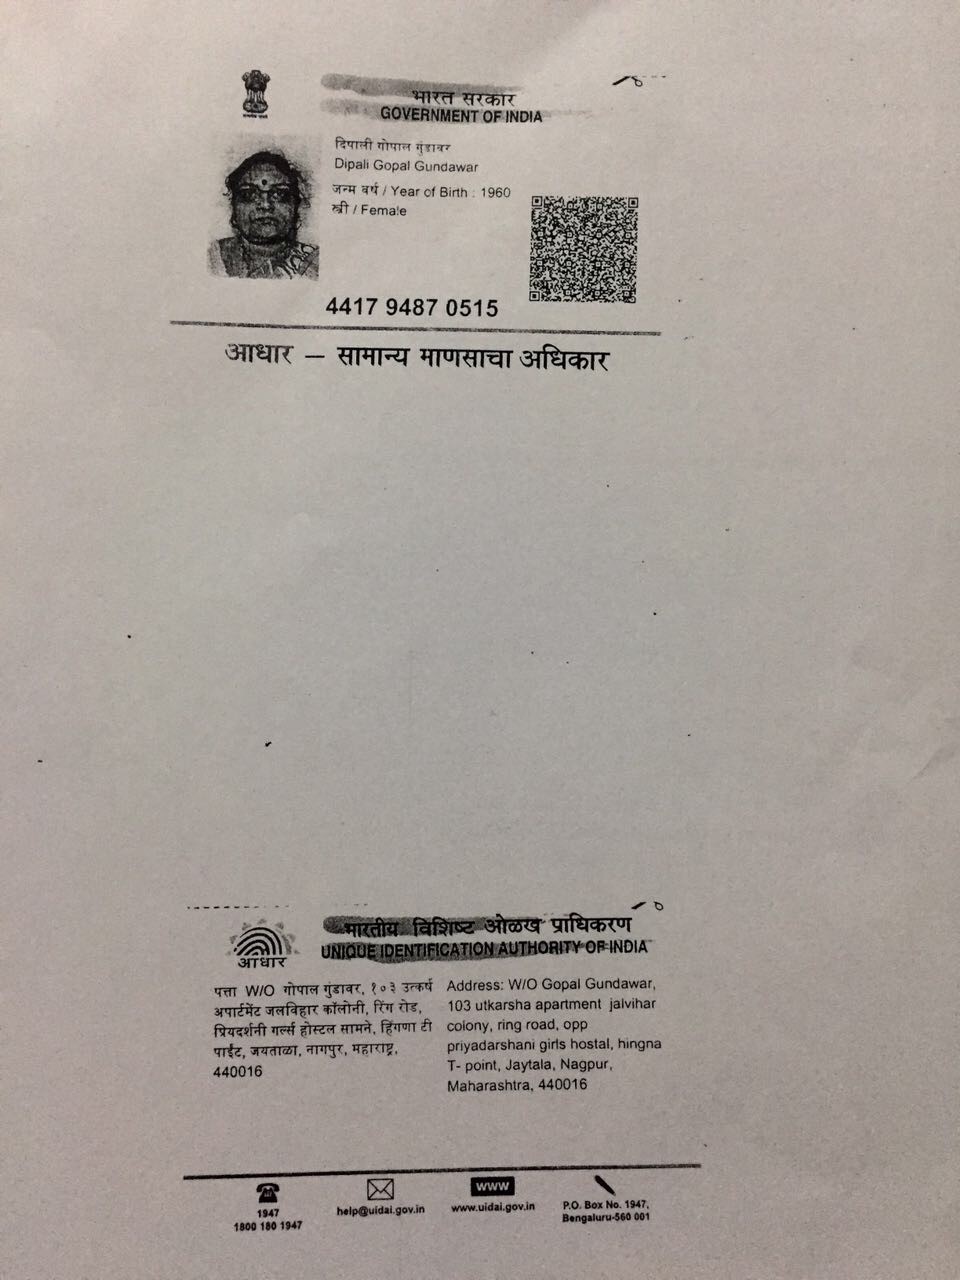 भारत सरकार
GOVERNMENT OF INDIA
दिपाली गोपाल गुंडावर
Dipali Gopal Gundawar
जन्म वर्ष / Year of Birth : 1960
स्त्री / Female
4417 9487 0515
आधार – सामान्य माणसाचा अधिकार
भारतीय विशिष्ट ओळख प्राधिकरण
UNIQUE IDENTIFICATION AUTHORITY OF INDIA
आधार
पत्ता W/O गोपाल गुंडावर, १०३ उत्कर्ष
अपार्टमेंट जलविहार कॉलोनी, रिंग रोड,
प्रियदर्शनी गर्ल्स होस्टल सामने, हिंगणा टी
पाईंट, जयताळा, नागपुर, महाराष्ट्र,
440016
Address: W/O Gopal Gundawar,
103 utkarsha apartment jalvihar
colony, ring road, opp
priyadarshani girls hostal, hingna
T- point, Jaytala, Nagpur,
Maharashtra, 440016
1947
1800 180 1947
help@uidai.gov.in
www
www.uidai.gov.in
P.O. Box No. 1947,
Bengaluru-560 001